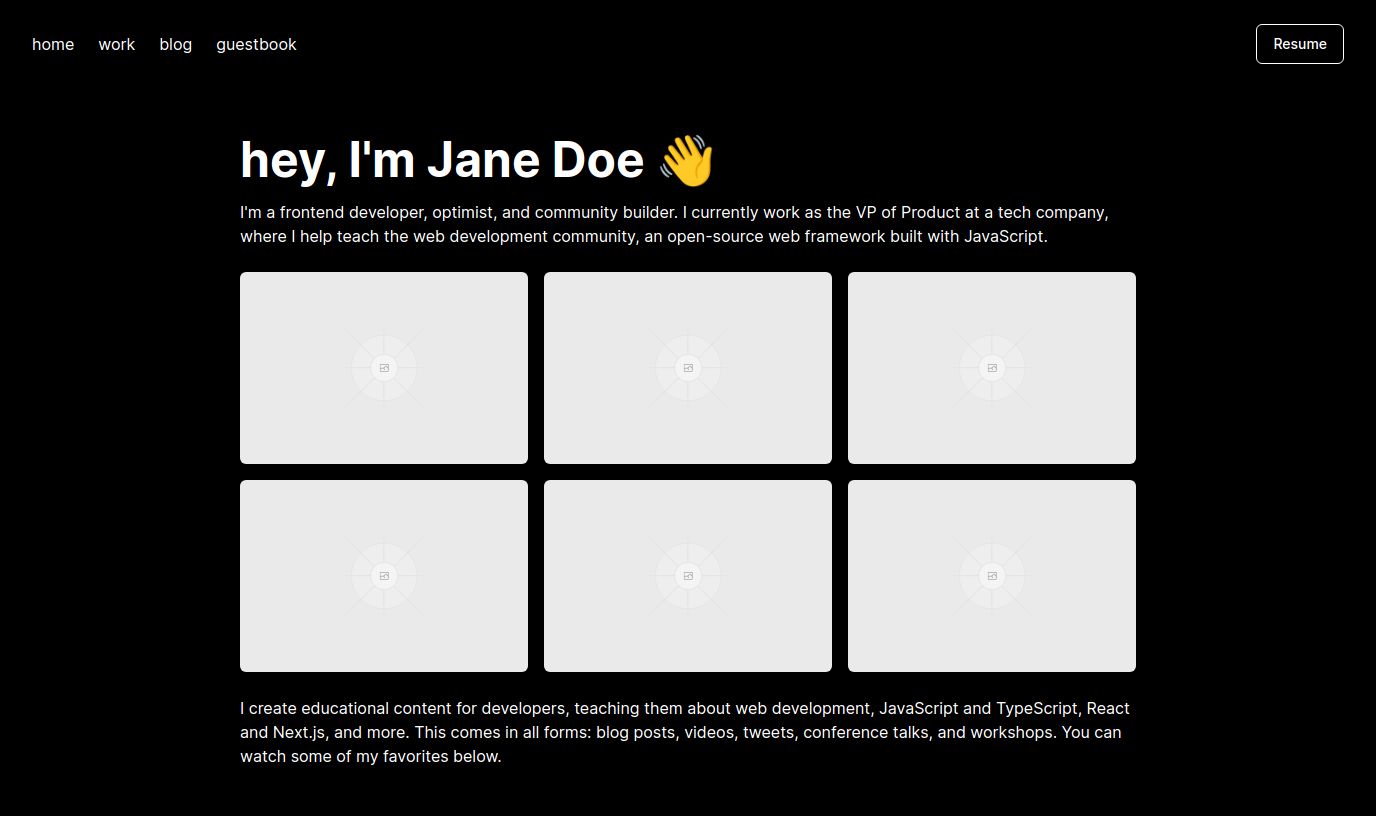 home work blog guestbook Resume
hey, I'm Jane Doe 👋
I'm a frontend developer, optimist, and community builder. I currently work as the VP of Product at a tech company,
where I help teach the web development community, an open-source web framework built with JavaScript.
I create educational content for developers, teaching them about web development, JavaScript and TypeScript, React
and Next.js, and more. This comes in all forms: blog posts, videos, tweets, conference talks, and workshops. You can
watch some of my favorites below.